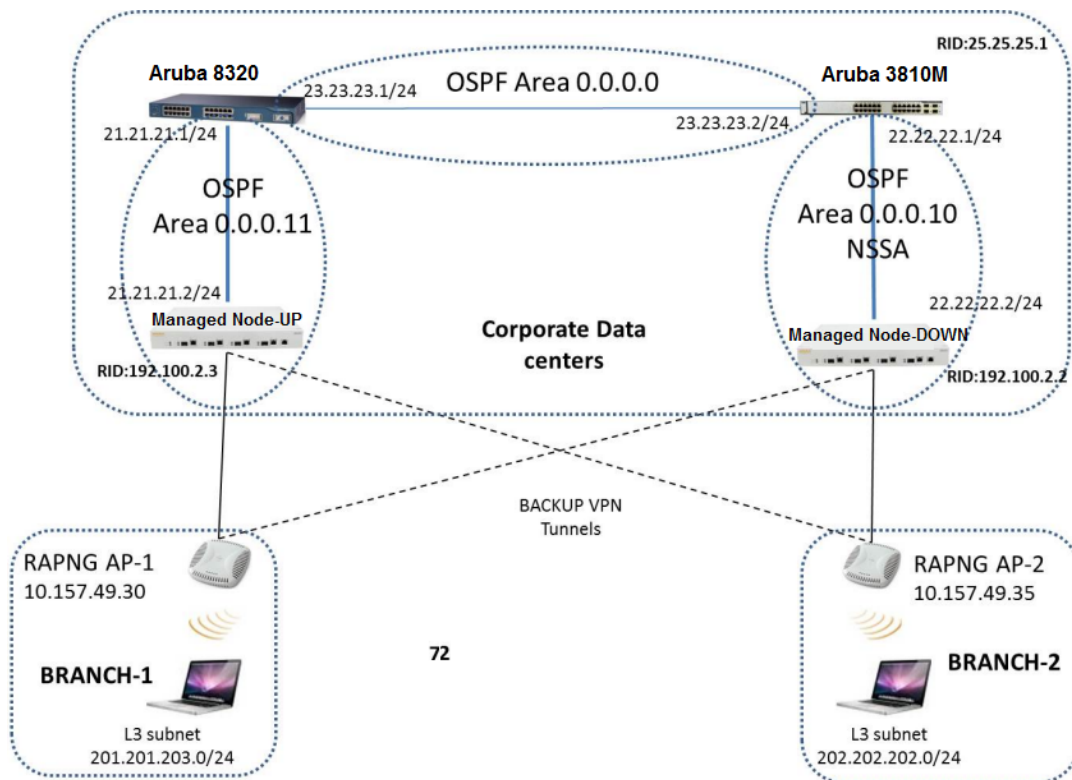 RID:25.25.25.1
Aruba 8320
OSPF Area 0.0.0.0
Aruba 3810M
23.23.23.1/24
23.23.23.2/24
21.21.21.1/24
22.22.22.1/24
OSPF
Area 0.0.0.11
OSPF
Area 0.0.0.10
NSSA
21.21.21.2/24
22.22.22.2/24
Managed Node-UP
Corporate Data
centers
Managed Node-DOWN
RID:192.100.2.3
RID:192.100.2.2
BACKUP VPN
Tunnels
RAPNG AP-1
10.157.49.30
RAPNG AP-2
10.157.49.35
72
BRANCH-1
BRANCH-2
L3 subnet
201.201.203.0/24
L3 subnet
202.202.202.0/24